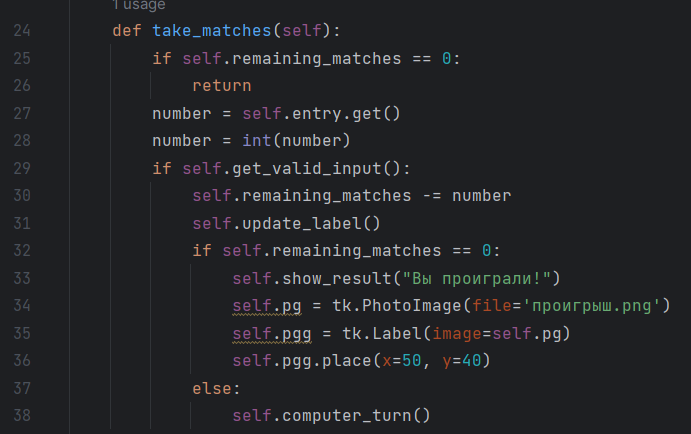 1 usage
24 def take_matches(self):
25 if self.remaining_matches == 0:
26 return
27 number = self.entry.get()
28 number = int(number)
29 if self.get_valid_input():
30 self.remaining_matches -= number
31 self.update_label()
32 if self.remaining_matches == 0:
33 self.show_result("Вы проиграли!")
34 self.pg = tk.PhotoImage(file='проигрыш.png')
35 self.pgg = tk.Label(image=self.pg)
36 self.pgg.place(x=50, y=40)
37 else:
38 self.computer_turn()